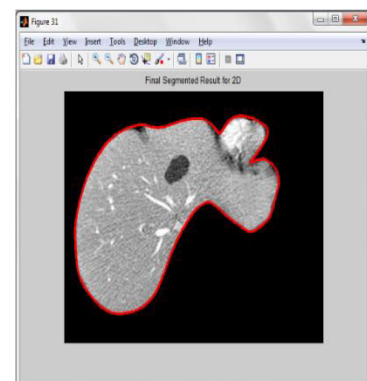 Figure 31
File Edit View Insert Tools Desktop Window Help
Final Segmented Result for 2D